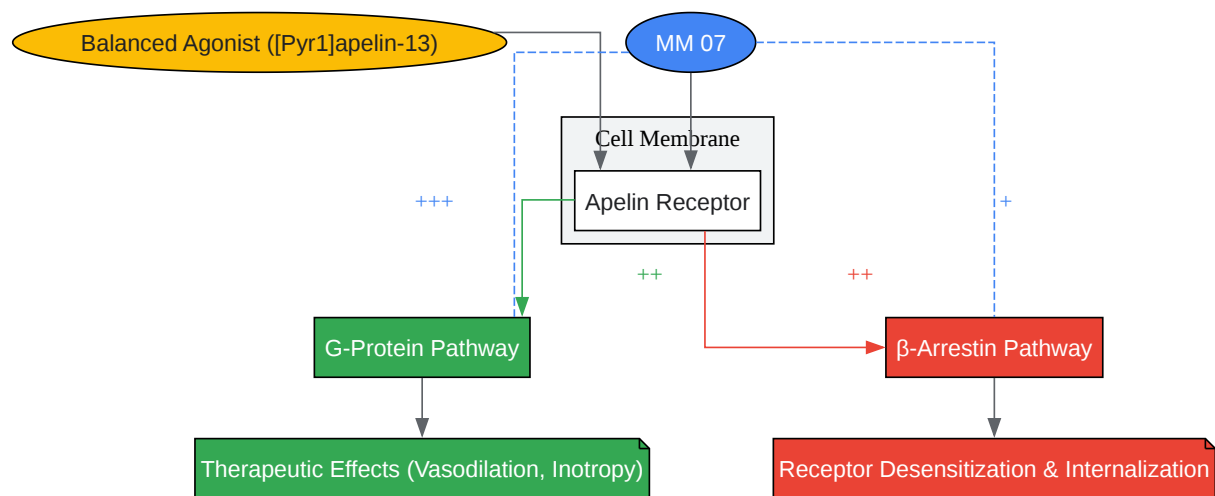 Balanced Agonist ([Pyr1]apelin-13)
MM 07
Cell Membrane
Apelin Receptor
+++
+
++
++
G-Protein Pathway
β-Arrestin Pathway
Therapeutic Effects (Vasodilation, Inotropy)
Receptor Desensitization & Internalization